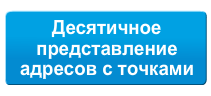 Десятичное
представление
адресов с точками